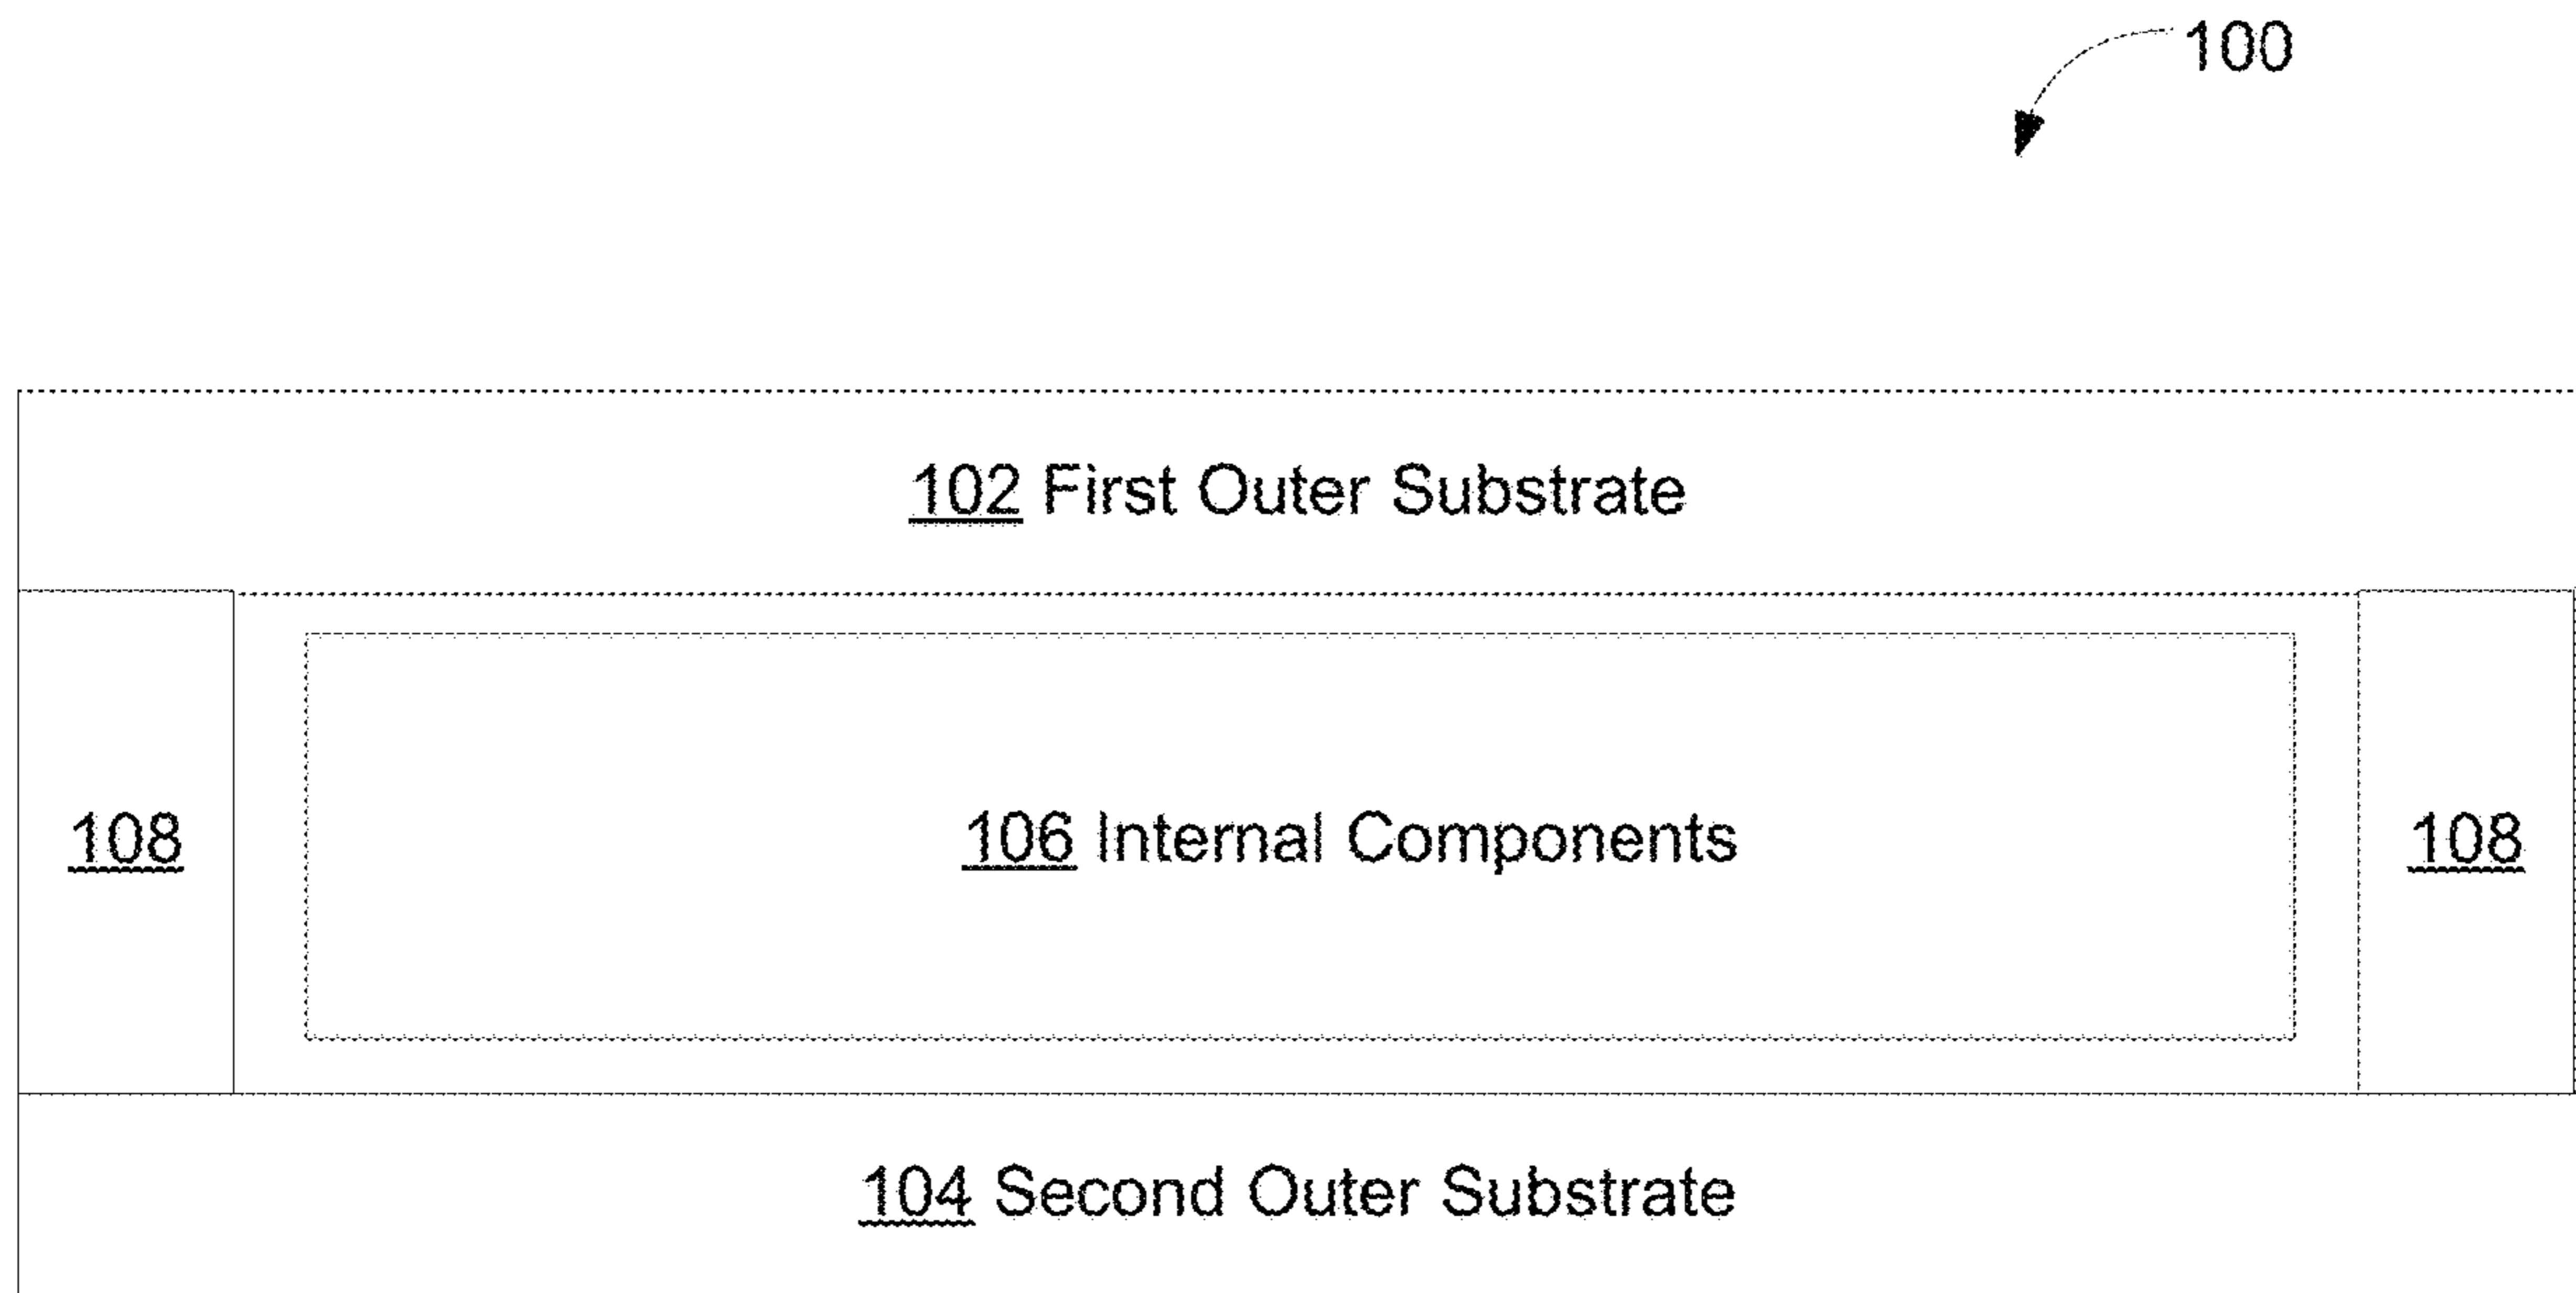 100
102 First Outer Substrate
108
106 Internal Components
108
104 Second Outer Substrate